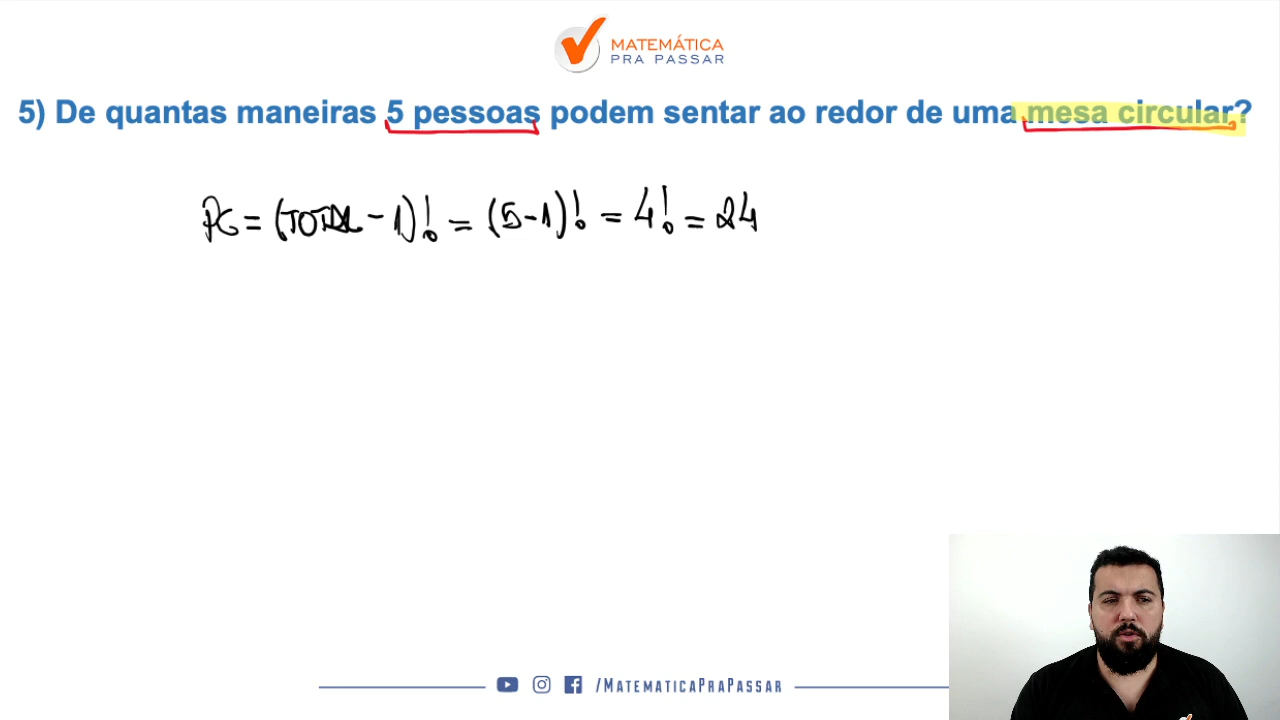 MATEMÁTICA
PRA PASSAR
5) De quantas maneiras 5 pessoas podem sentar ao redor de uma mesa circular?
PC = (TOTAL - 1)! = (5-1)! = 4! = 24
/MatematicaPraPassar